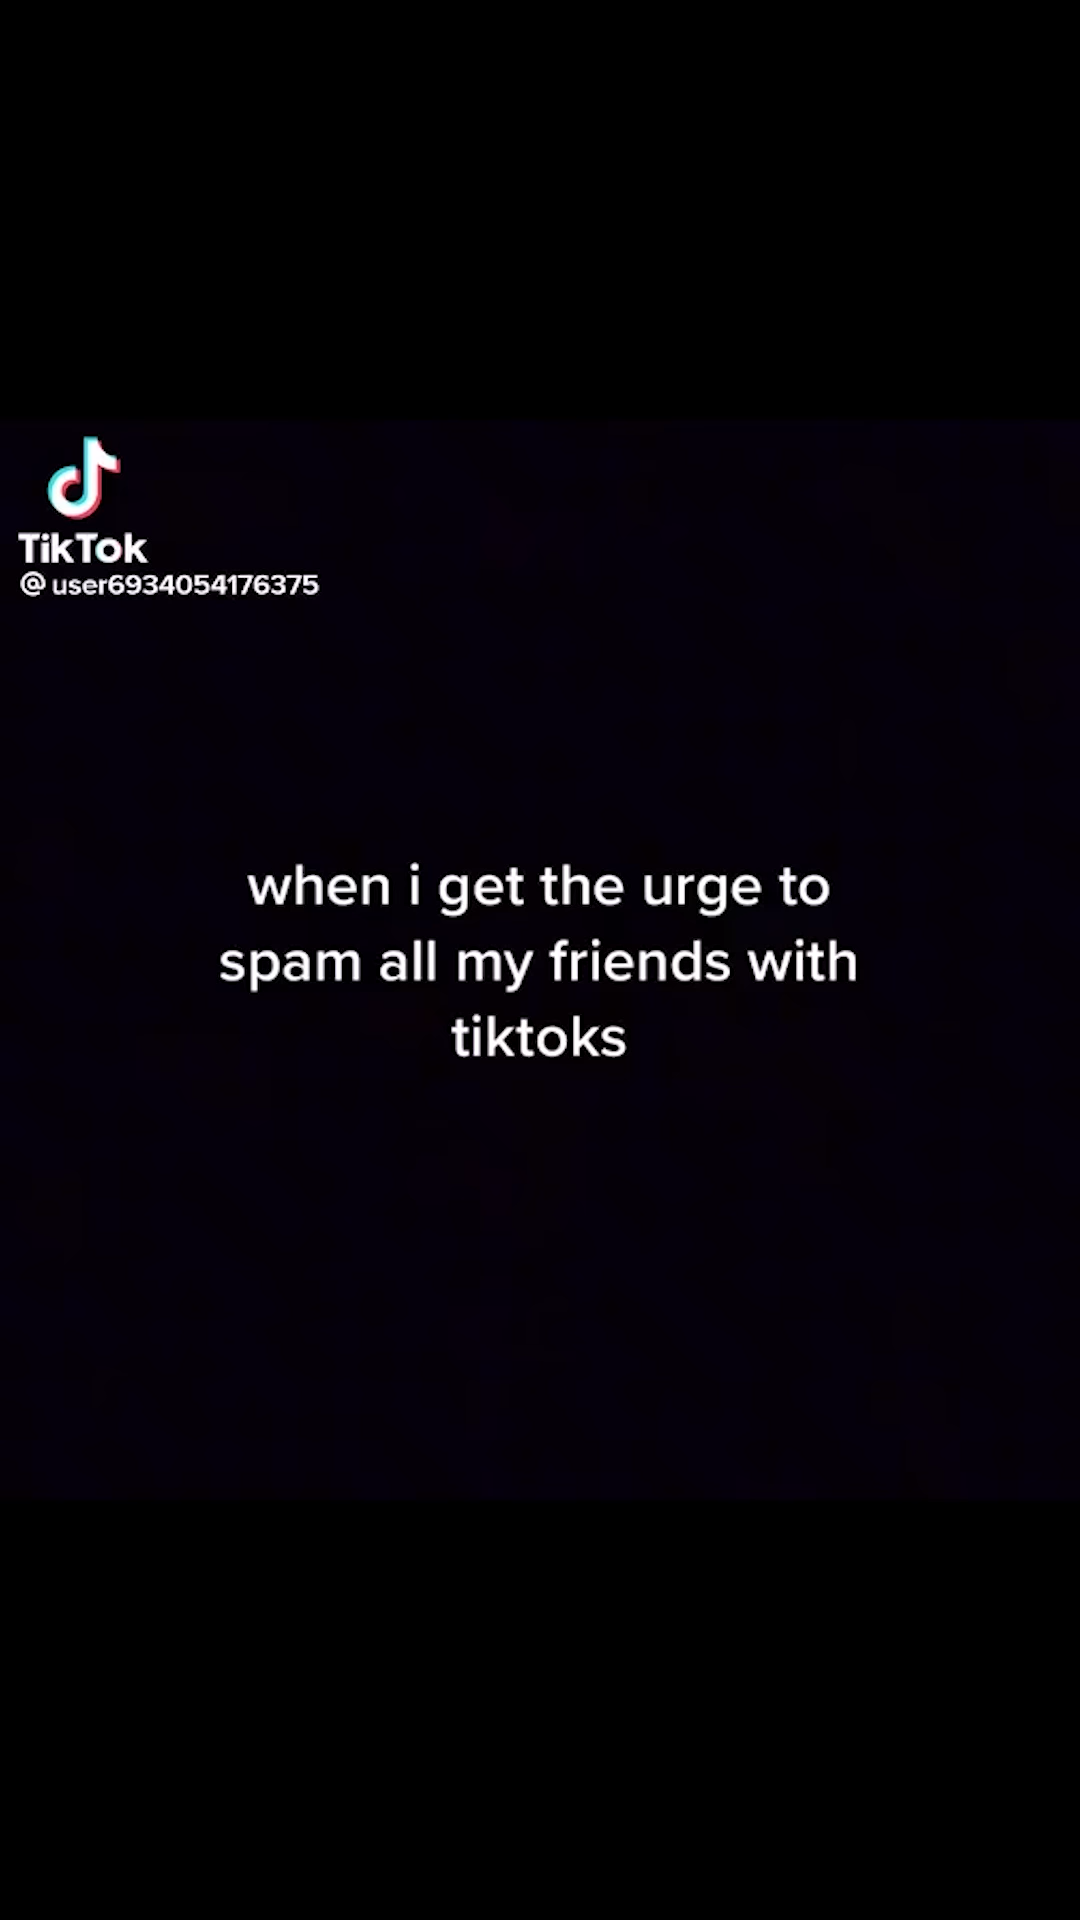 TikTok
@user6934054176375
when i get the urge to
spam all my friends with
tiktoks